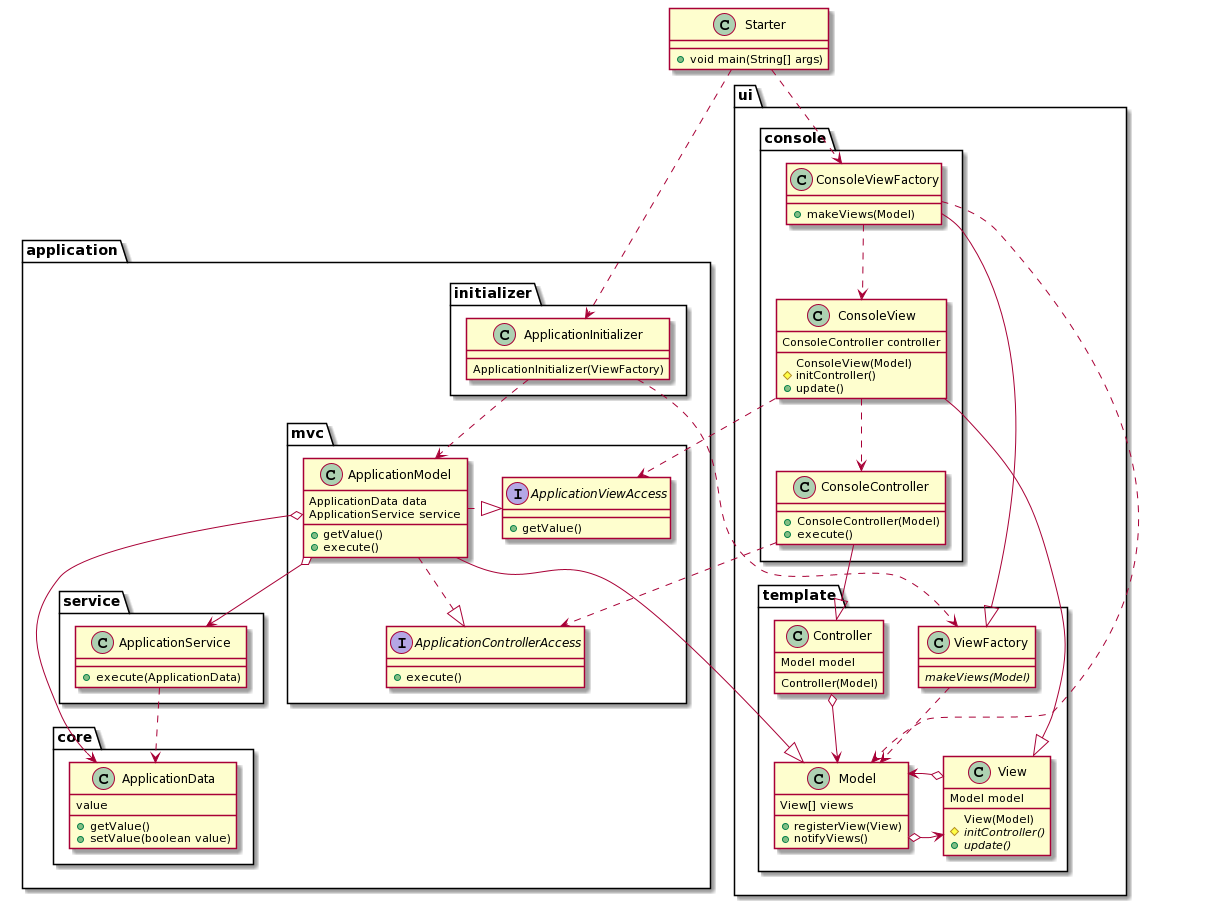 C Starter
void main(String[] args)
ui
console
C ConsoleViewFactory
makeViews(Model)
application
initializer
C ApplicationInitializer
ApplicationInitializer(ViewFactory)
C ConsoleView
ConsoleController controller
ConsoleView(Model)
initController()
update()
mvc
C ApplicationModel
ApplicationData data
ApplicationService service
getValue()
execute()
I ApplicationViewAccess
getValue()
C ConsoleController
ConsoleController(Model)
execute()
service
C ApplicationService
execute(ApplicationData)
I ApplicationControllerAccess
execute()
template
C Controller
Model model
Controller(Model)
C ViewFactory
makeViews(Model)
core
C ApplicationData
value
getValue()
setValue(boolean value)
C Model
View[] views
registerView(View)
notifyViews()
C View
Model model
View(Model)
initController()
update()